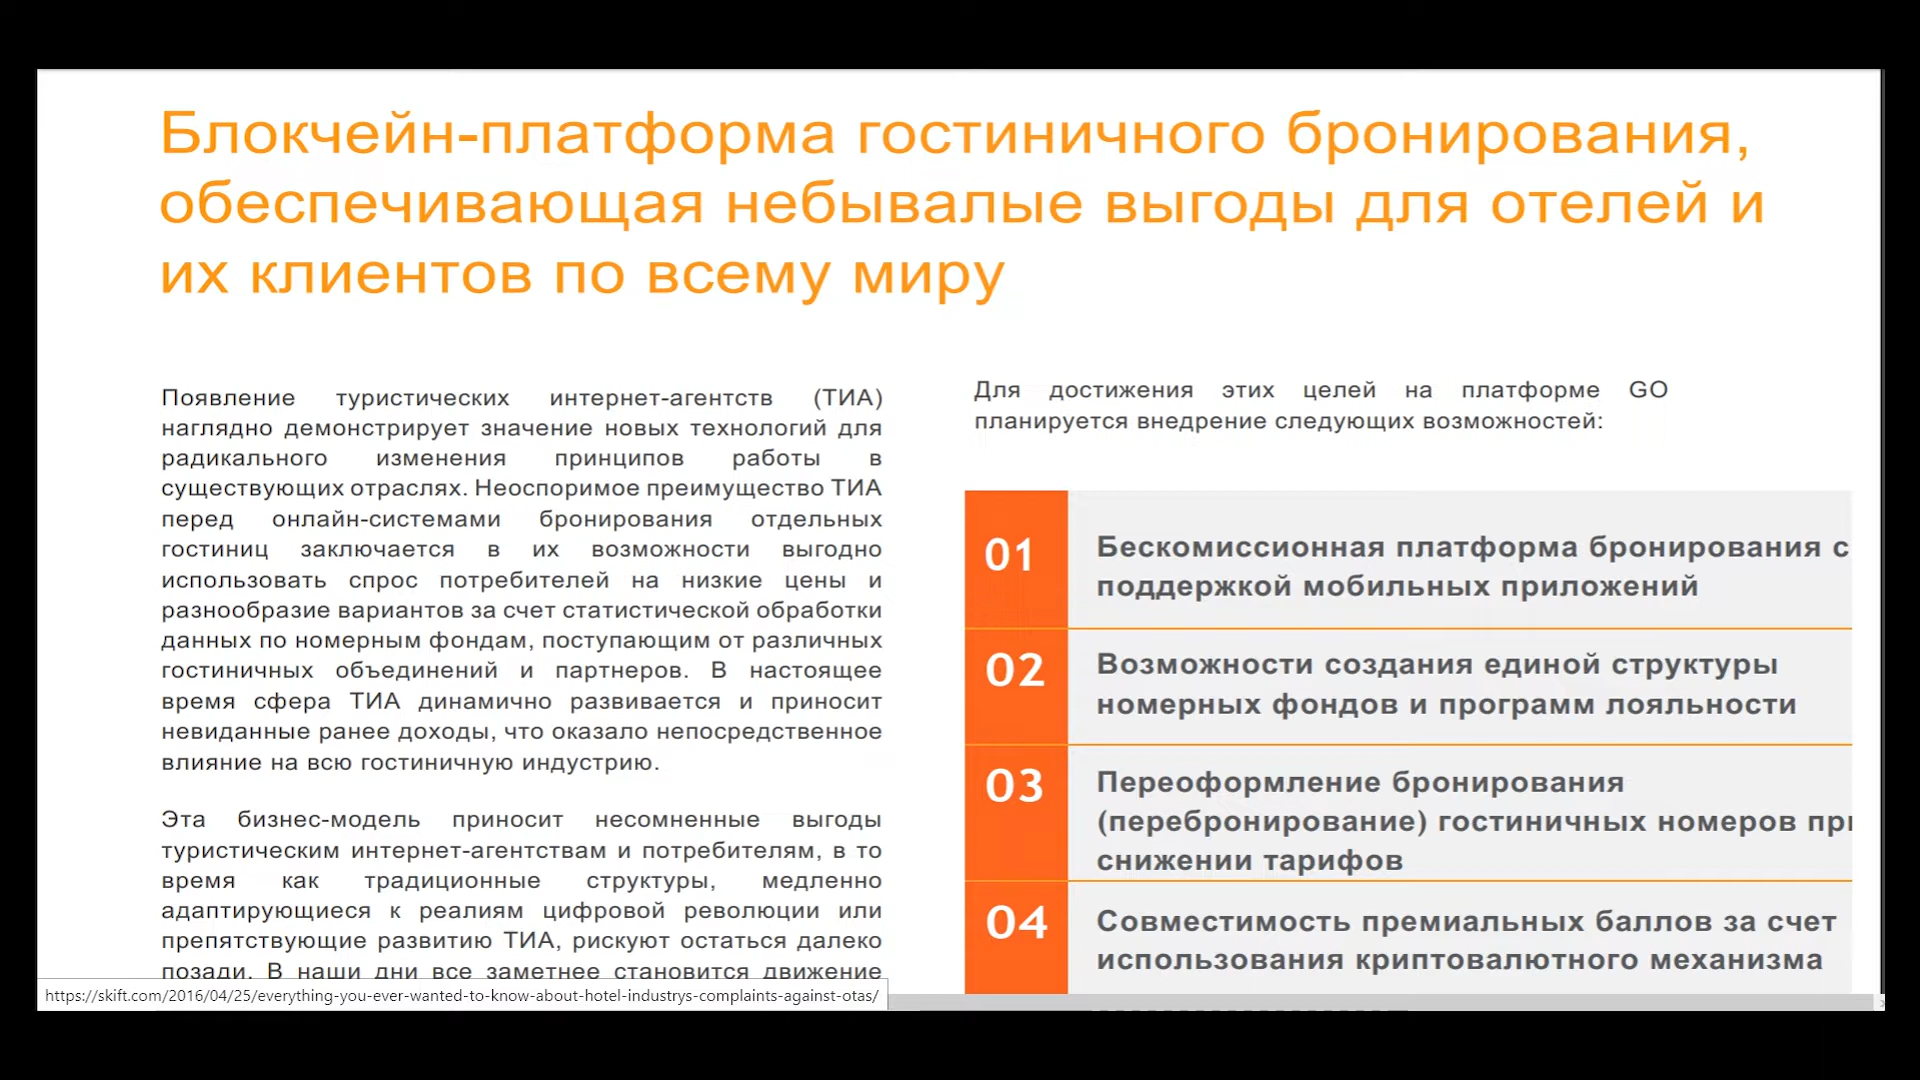 Блокчейн-платформа гостиничного бронирования,
обеспечивающая небывалые выгоды для отелей и
их клиентов по всему миру
Появление туристических интернет-агентств (ТИА)
наглядно демонстрирует значение новых технологий для
радикального изменения принципов работы в
существующих отраслях. Неоспоримое преимущество ТИА
перед онлайн-системами бронирования отдельных
гостиниц заключается в их возможности выгодно
использовать спрос потребителей на низкие цены и
разнообразие вариантов за счет статистической обработки
данных по номерным фондам, поступающим от различных
гостиничных объединений и партнеров. В настоящее
время сфера ТИА динамично развивается и приносит
невиданные ранее доходы, что оказало непосредственное
влияние на всю гостиничную индустрию.
Эта бизнес-модель приносит несомненные выгоды
туристическим интернет-агентствам и потребителям, в то
время как традиционные структуры, медленно
адаптирующиеся к реалиям цифровой революции или
препятствующие развитию ТИА, рискуют остаться далеко
позади. В наши дни все заметнее становится движение
https://skift.com/2016/04/25/everything-you-ever-wanted-to-know-about-hotel-industrys-complaints-against-otas/
Для достижения этих целей на платформе GO
планируется внедрение следующих возможностей:
01
Бескомиссионная платформа бронирования с
поддержкой мобильных приложений
02
Возможности создания единой структуры
номерных фондов и программ лояльности
03
Переоформление бронирования
(перебронирование) гостиничных номеров при
снижении тарифов
04
Совместимость премиальных баллов за счет
использования криптовалютного механизма